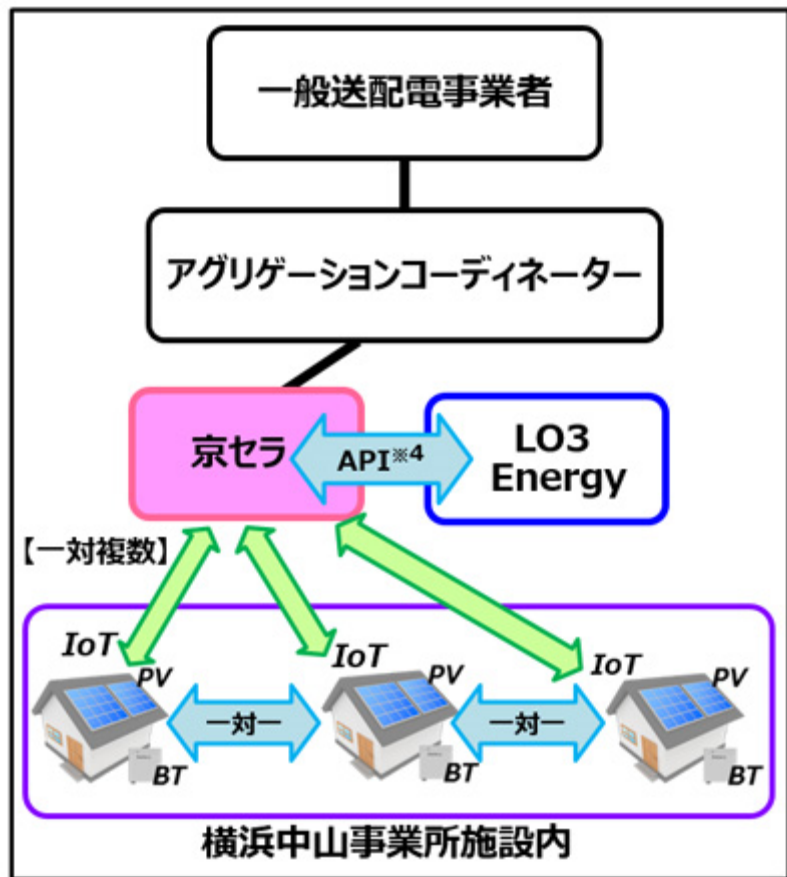 一般送配電事業者
アグリゲーションコーディネーター
京セラ
API※4
LO3
Energy
【一対複数】
IoT
PV
BT
一対一
IoT
PV
BT
一対一
IoT
PV
BT
横浜中山事業所施設内